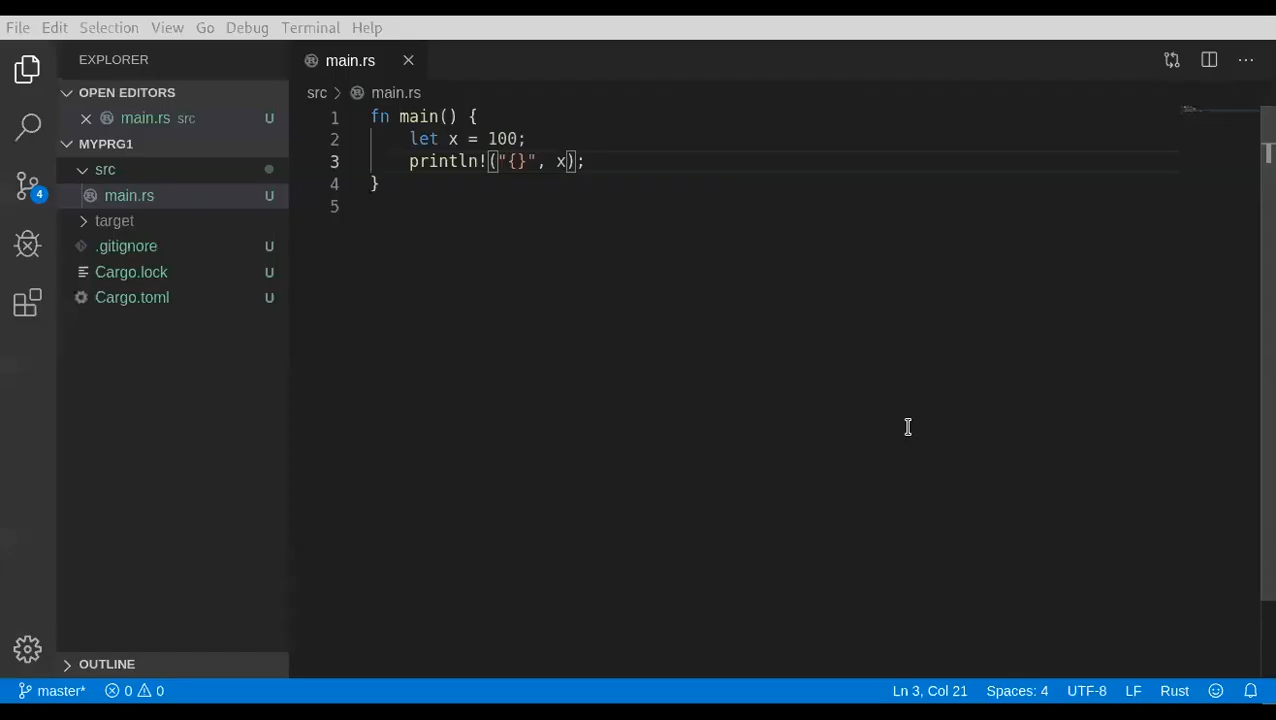 File Edit Selection View Go Debug Terminal Help
EXPLORER
OPEN EDITORS
main.rs src U
MYPRG1
src
main.rs U
target
.gitignore U
Cargo.lock U
Cargo.toml U
4
OUTLINE
main.rs
src > main.rs
1 fn main() {
2 let x = 100;
3 println!("{}", x);
4 }
5
master* 0 0 Ln 3, Col 21 Spaces: 4 UTF-8 LF Rust